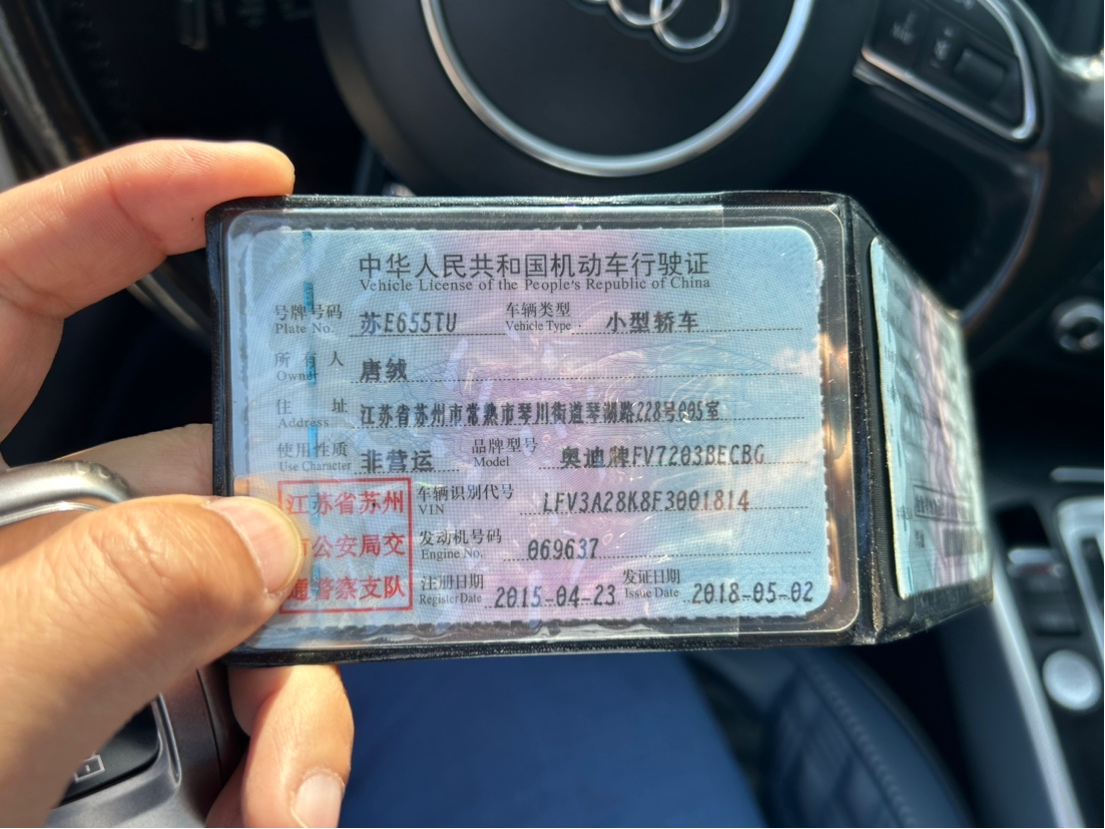 中华人民共和国机动车行驶证
Vehicle License of the People's Republic of China
号牌号码 苏E655TU 车辆类型 小型轿车
Plate No. Vehicle Type
所有人 唐绒
Owner
住址 江苏省苏州市常熟市琴川街道琴湖路228号005室
Address
使用性质 非营运 品牌型号 奥迪牌FV7203BECBG
Use Character Model
江苏省苏州
公安局交
通警察支队
车辆识别代号 LFV3A28K8F3001814
VIN
发动机号码 069637
Engine No.
注册日期 2015-04-23 发证日期 2018-05-02
Register Date Issue Date